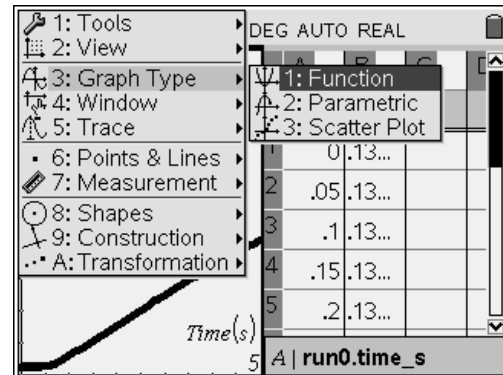 1: Tools
2: View
3: Graph Type
4: Window
5: Trace
6: Points & Lines
7: Measurement
8: Shapes
9: Construction
A: Transformation
1: Function
2: Parametric
3: Scatter Plot
DEG AUTO REAL
A B C D
1 0 .13...
2 .05 .13...
3 .1 .13...
4 .15 .13...
5 .2 .13...
Time(s)
5
A | run0.time_s